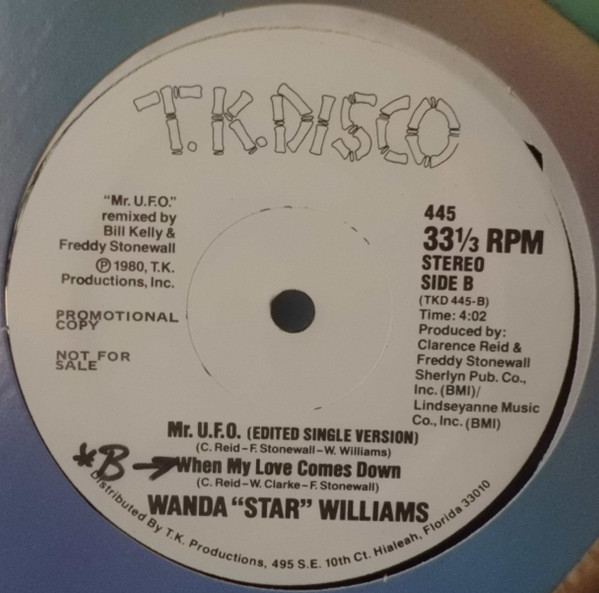 T.K. DISCO
"Mr. U.F.O."
remixed by
Bill Kelly &
Freddy Stonewall
Ⓟ 1980, T.K.
Productions, Inc.
PROMOTIONAL
COPY
NOT FOR
SALE
445
33⅓ RPM
STEREO
SIDE B
(TKD 445-B)
Time: 4:02
Produced by:
Clarence Reid &
Freddy Stonewall
Sherlyn Pub. Co.,
Inc. (BMI)/
Lindseyanne Music
Co., Inc. (BMI)
Mr. U.F.O. (EDITED SINGLE VERSION)
(C. Reid–F. Stonewall–W. Williams)
*B → When My Love Comes Down
(C. Reid–W. Clarke–F. Stonewall)
WANDA "STAR" WILLIAMS
Distributed By T.K. Productions, 495 S.E. 10th Ct. Hialeah, Florida 33010